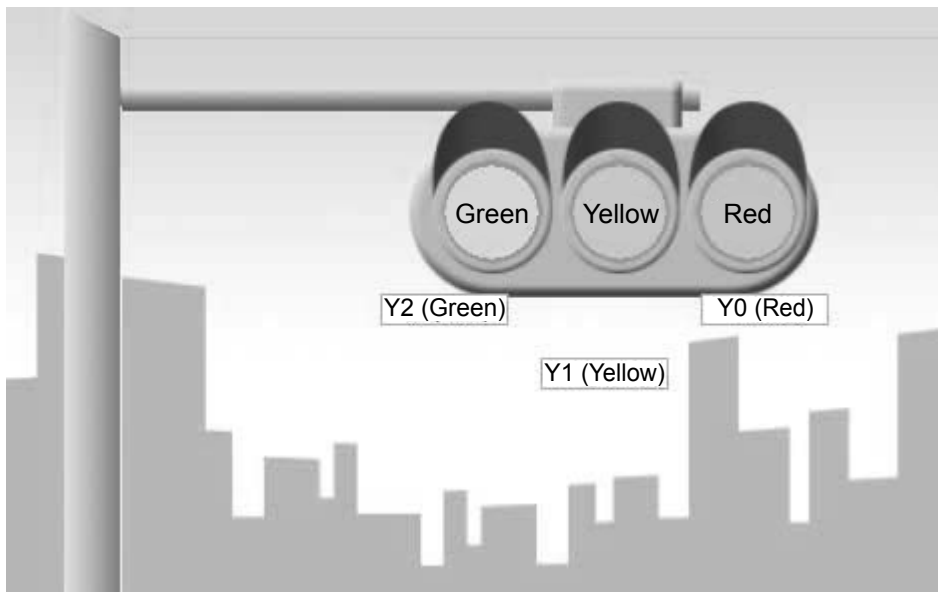 Green
Yellow
Red
Y2 (Green)
Y0 (Red)
Y1 (Yellow)